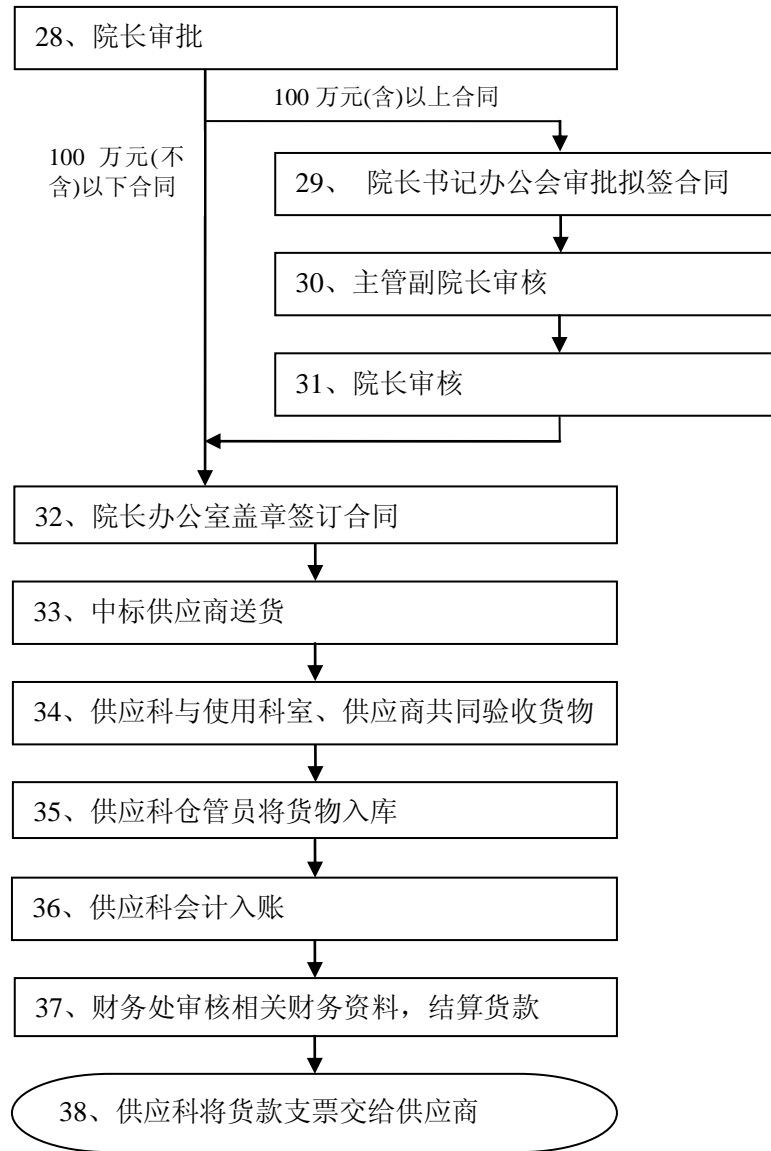 28、院长审批
100 万元(含)以上合同
100 万元(不
含)以下合同
29、 院长书记办公会审批拟签合同
30、主管副院长审核
31、院长审核
32、院长办公室盖章签订合同
33、中标供应商送货
34、供应科与使用科室、供应商共同验收货物
35、供应科仓管员将货物入库
36、供应科会计入账
37、财务处审核相关财务资料，结算货款
38、供应科将货款支票交给供应商